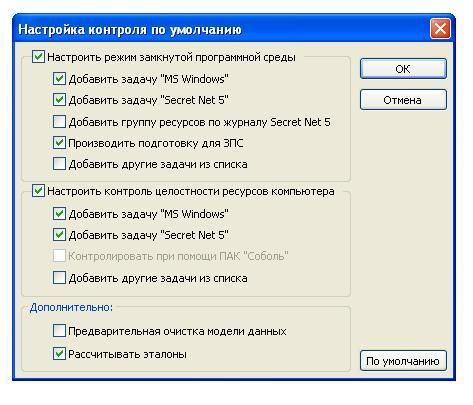 Настройка контроля по умолчанию
Настроить режим замкнутой программной среды
Добавить задачу "MS Windows"
Добавить задачу "Secret Net 5"
Добавить группу ресурсов по журналу Secret Net 5
Производить подготовку для ЗПС
Добавить другие задачи из списка
Настроить контроль целостности ресурсов компьютера
Добавить задачу "MS Windows"
Добавить задачу "Secret Net 5"
Контролировать при помощи ПАК "Соболь"
Добавить другие задачи из списка
Дополнительно:
Предварительная очистка модели данных
Рассчитывать эталоны
ОК
Отмена
По умолчанию